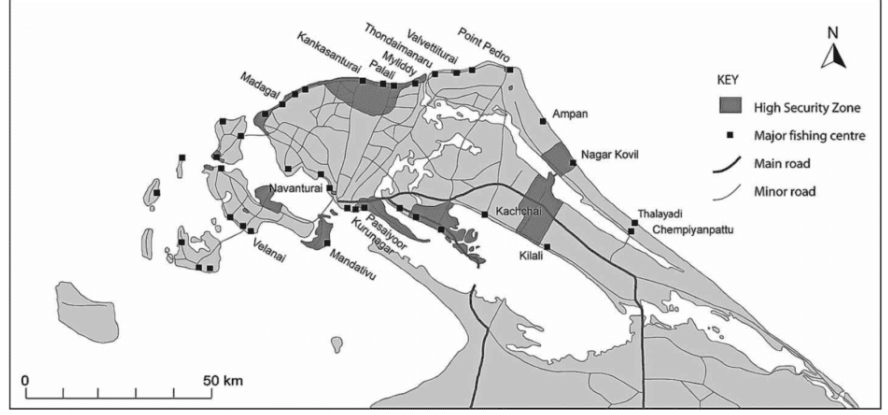 Point Pedro
Valvettiturai
Thondaimanaru
Myliddy
Palali
Kankasanturai
Madagal
N
KEY
High Security Zone
Major fishing centre
Main road
Minor road
Ampan
Nagar Kovil
Navanturai
Kachchai
Thalayadi
Chempiyanpattu
Pasaiyoor
Kurunagar
Kilali
Velanai
Mandativu
0 50 km